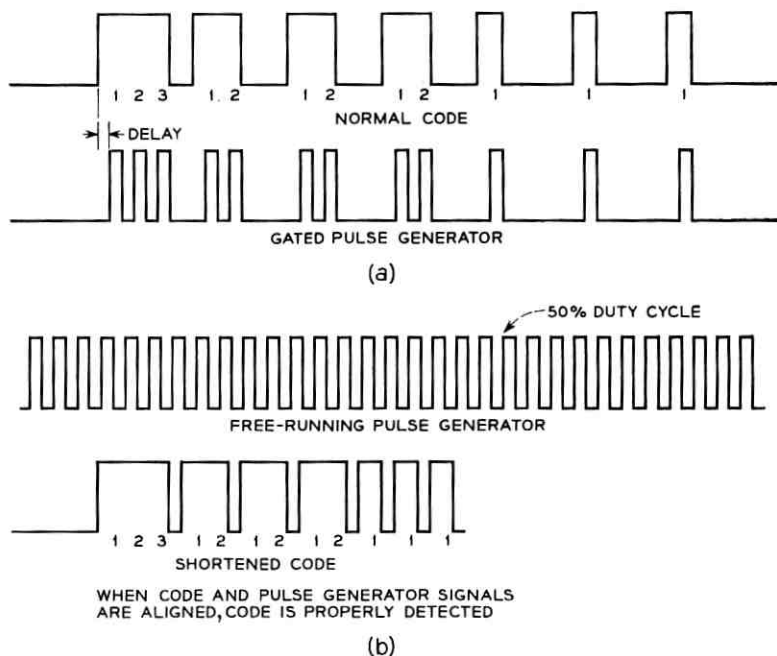 1 2 3 1. 2 1 2 1 2 1 1 1
NORMAL CODE
DELAY
GATED PULSE GENERATOR
(a)
50% DUTY CYCLE
FREE-RUNNING PULSE GENERATOR
1 2 3 1 2 1 2 1 2 1 1 1
SHORTENED CODE
WHEN CODE AND PULSE GENERATOR SIGNALS
ARE ALIGNED, CODE IS PROPERLY DETECTED
(b)